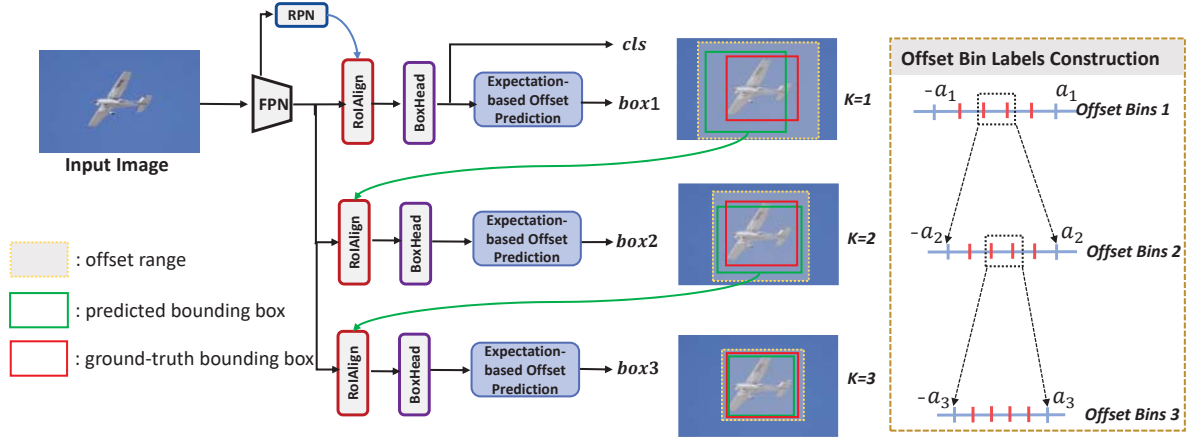 RPN
FPN
RoIAlign
BoxHead
Expectation-
based Offset
Prediction
cls
box1
K=1
Input Image
RoIAlign
BoxHead
Expectation-
based Offset
Prediction
box2
K=2
: offset range
: predicted bounding box
: ground-truth bounding box
RoIAlign
BoxHead
Expectation-
based Offset
Prediction
box3
K=3
Offset Bin Labels Construction
-a₁ a₁
Offset Bins 1
-a₂ a₂
Offset Bins 2
-a₃ a₃
Offset Bins 3